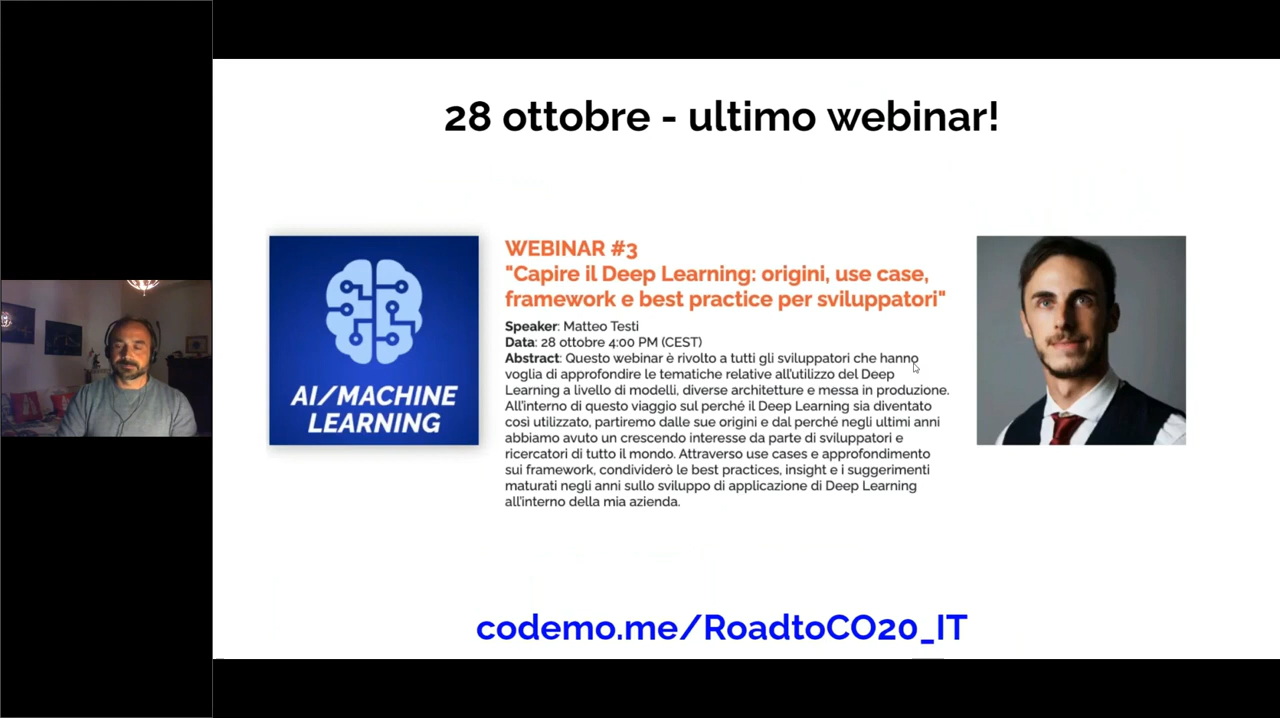 28 ottobre - ultimo webinar!
AI/MACHINE
LEARNING
WEBINAR #3
"Capire il Deep Learning: origini, use case,
framework e best practice per sviluppatori"
Speaker: Matteo Testi
Data: 28 ottobre 4:00 PM (CEST)
Abstract: Questo webinar è rivolto a tutti gli sviluppatori che hanno
voglia di approfondire le tematiche relative all'utilizzo del Deep
Learning a livello di modelli, diverse architetture e messa in produzione.
All'interno di questo viaggio sul perché il Deep Learning sia diventato
così utilizzato, partiremo dalle sue origini e dal perché negli ultimi anni
abbiamo avuto un crescendo interesse da parte di sviluppatori e
ricercatori di tutto il mondo. Attraverso use cases e approfondimento
sui framework, condividerò le best practices, insight e i suggerimenti
maturati negli anni sullo sviluppo di applicazione di Deep Learning
all'interno della mia azienda.
codemo.me/RoadtoCO20_IT